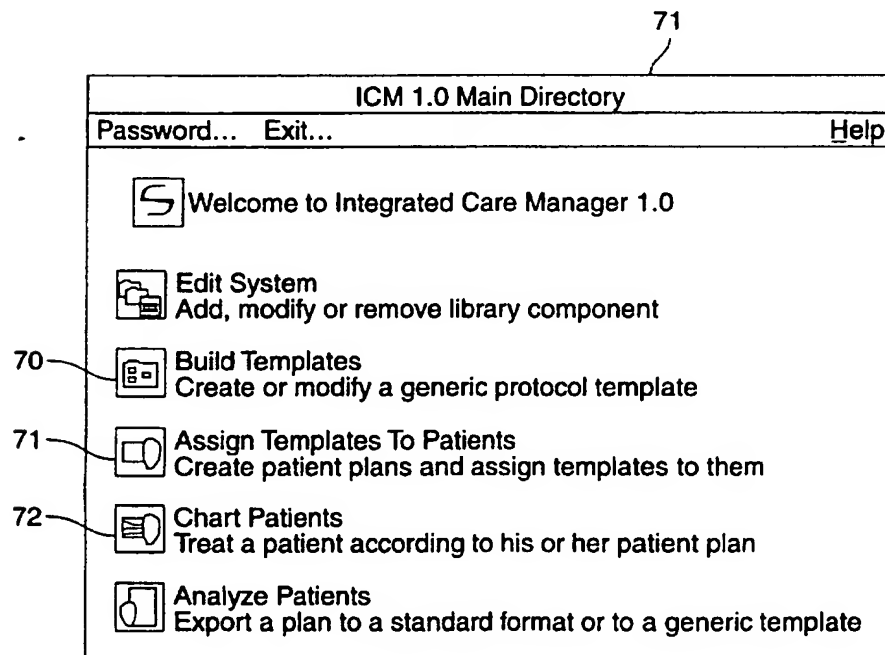 71
ICM 1.0 Main Directory
Password... Exit... Help
Welcome to Integrated Care Manager 1.0
Edit System
Add, modify or remove library component
70
Build Templates
Create or modify a generic protocol template
71
Assign Templates To Patients
Create patient plans and assign templates to them
72
Chart Patients
Treat a patient according to his or her patient plan
Analyze Patients
Export a plan to a standard format or to a generic template